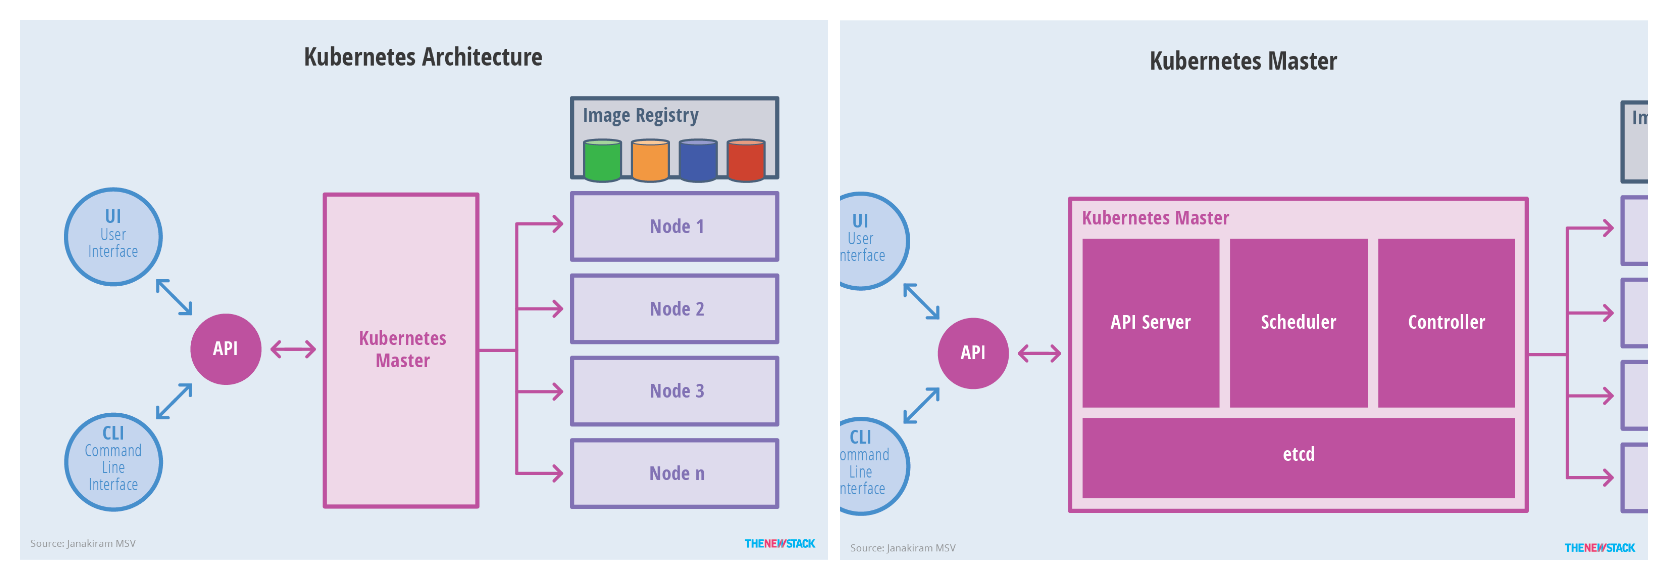 Kubernetes Architecture
Image Registry
UI
User
Interface
API
CLI
Command
Line
Interface
Kubernetes
Master
Node 1
Node 2
Node 3
Node n
Source: Janakiram MSV
THENEWSTACK
Kubernetes Master
Im
UI
User
nterface
API
CLI
ommand
Line
nterface
Kubernetes Master
API Server
Scheduler
Controller
etcd
Source: Janakiram MSV
THENEWSTACK